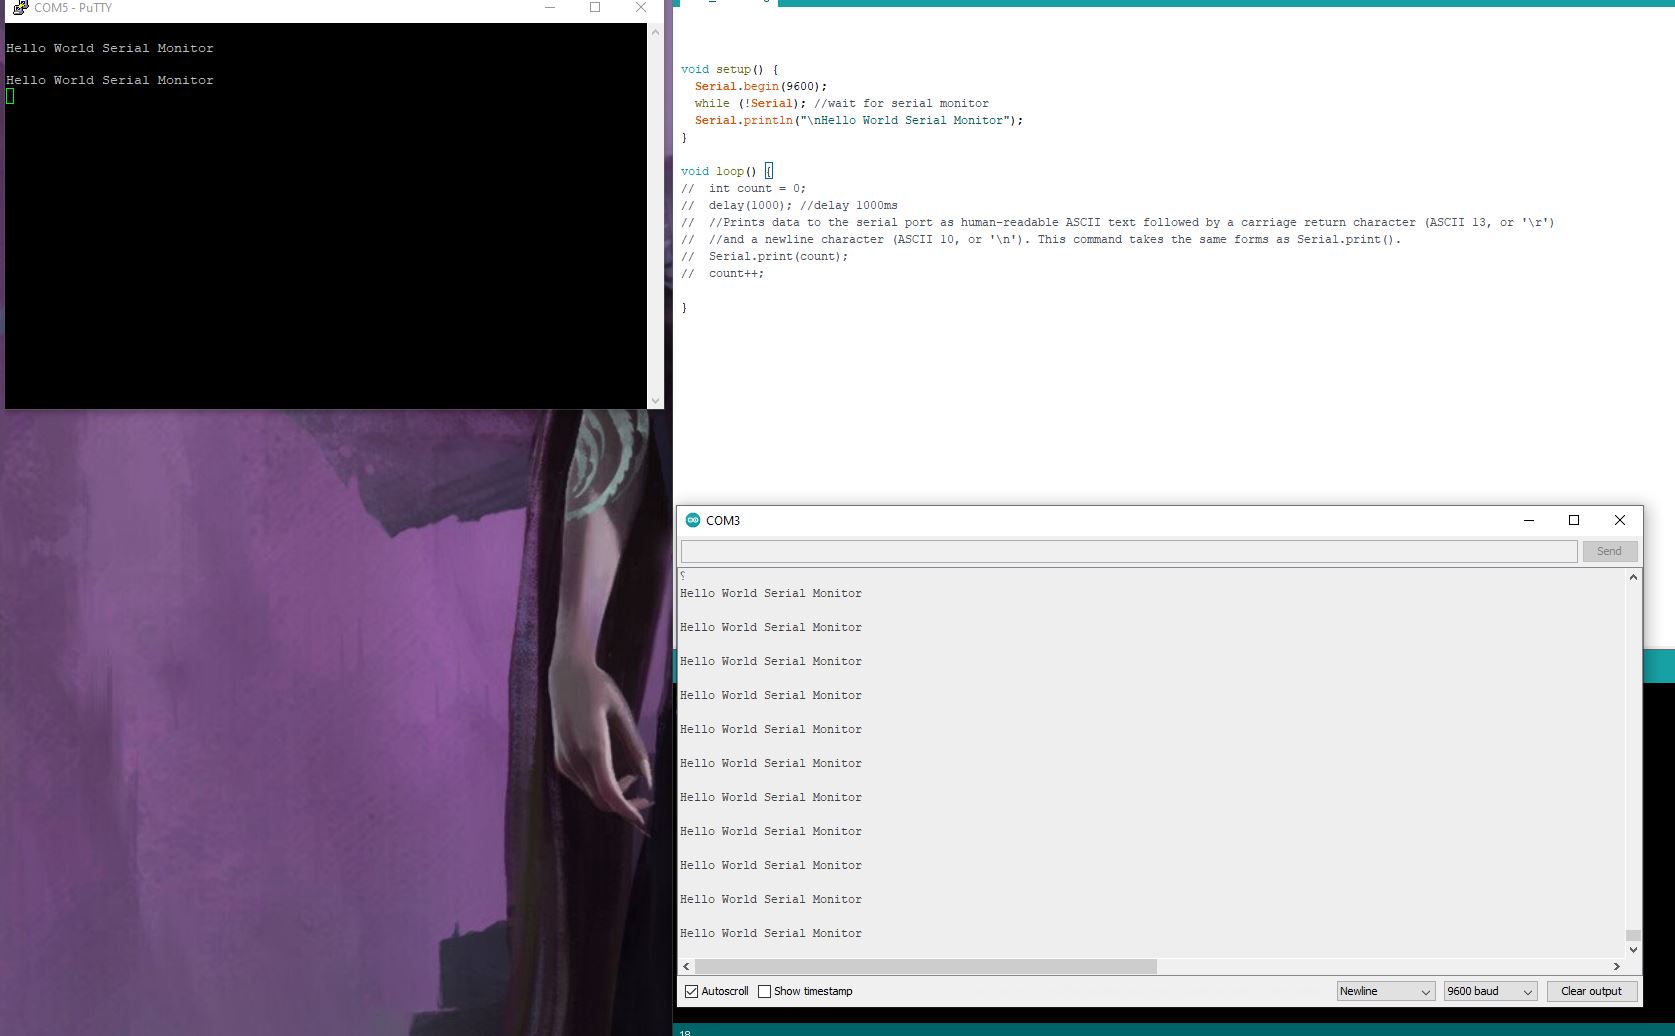 COM5 - PuTTY
Hello World Serial Monitor
Hello World Serial Monitor
void setup() {
  Serial.begin(9600);
  while (!Serial); //wait for serial monitor
  Serial.println("\nHello World Serial Monitor");
}
void loop() {
//  int count = 0;
//  delay(1000); //delay 1000ms
//  //Prints data to the serial port as human-readable ASCII text followed by a carriage return character (ASCII 13, or '\r')
//  //and a newline character (ASCII 10, or '\n'). This command takes the same forms as Serial.print().
//  Serial.print(count);
//  count++;
}
COM3
Send
Hello World Serial Monitor
Hello World Serial Monitor
Hello World Serial Monitor
Hello World Serial Monitor
Hello World Serial Monitor
Hello World Serial Monitor
Hello World Serial Monitor
Hello World Serial Monitor
Hello World Serial Monitor
Hello World Serial Monitor
Hello World Serial Monitor
Autoscroll Show timestamp Newline 9600 baud Clear output
18